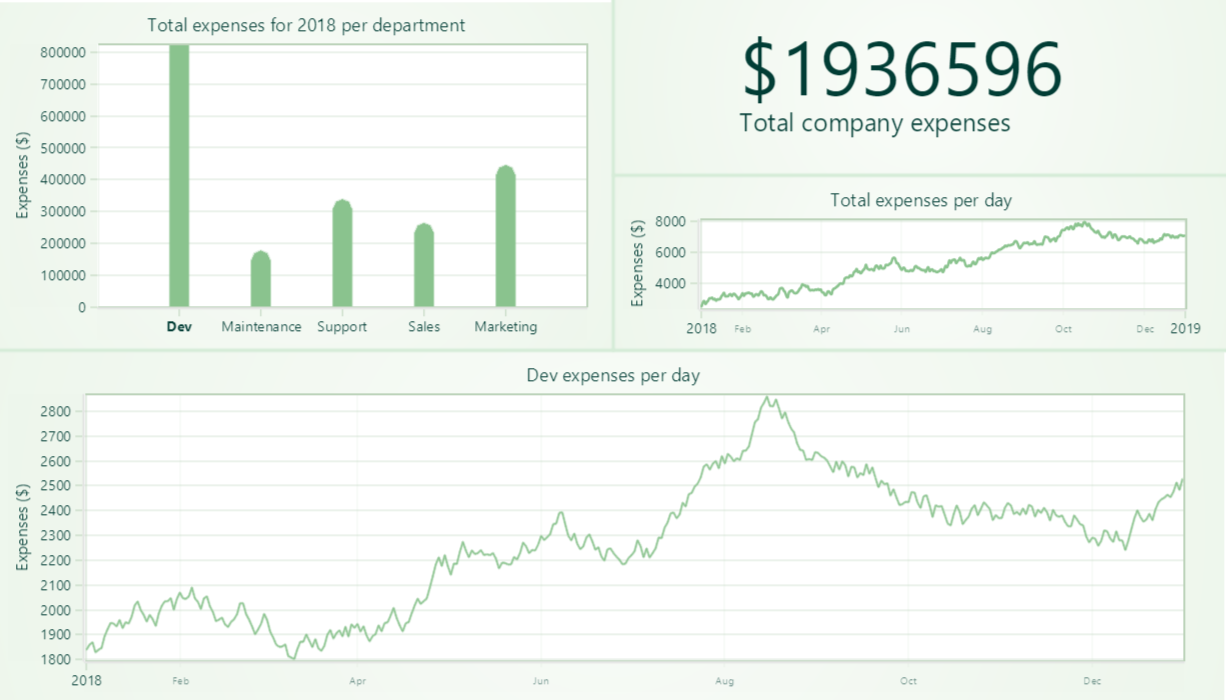 Total expenses for 2018 per department
Expenses ($)
800000
700000
600000
500000
400000
300000
200000
100000
0
Dev Maintenance Support Sales Marketing
$1936596
Total company expenses
Total expenses per day
Expenses ($)
8000
6000
4000
2018 Feb Apr Jun Aug Oct Dec 2019
Dev expenses per day
Expenses ($)
2800
2700
2600
2500
2400
2300
2200
2100
2000
1900
1800
2018 Feb Apr Jun Aug Oct Dec